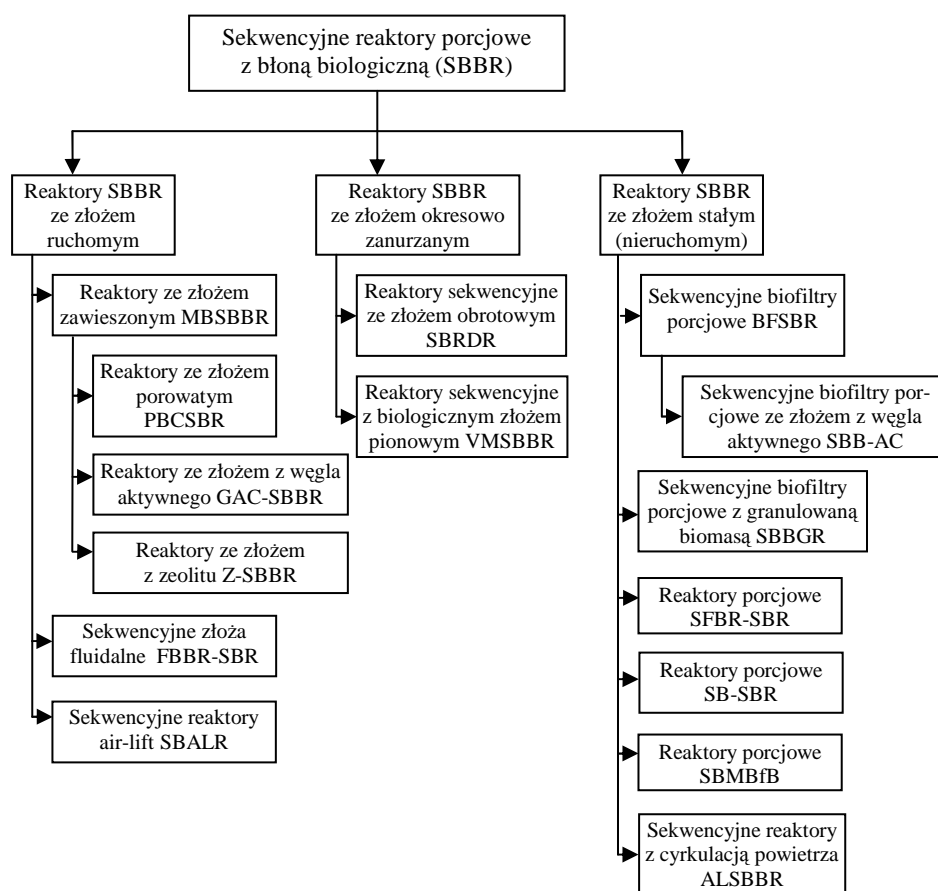 Sekwencyjne reaktory porcjowe
z błoną biologiczną (SBBR)
Reaktory SBBR
ze złożem
ruchomym
Reaktory ze złożem
zawieszonym MBSBBR
Reaktory ze złożem
porowatym
PBCSBR
Reaktory ze złożem z węgla
aktywnego GAC-SBBR
Reaktory ze złożem
z zeolitu Z-SBBR
Sekwencyjne złoża
fluidalne FBBR-SBR
Sekwencyjne reaktory
air-lift SBALR
Reaktory SBBR
ze złożem okresowo
zanurzanym
Reaktory sekwencyjne
ze złożem obrotowym
SBRDR
Reaktory sekwencyjne
z biologicznym złożem
pionowym VMSBBR
Reaktory SBBR
ze złożem stałym
(nieruchomym)
Sekwencyjne biofiltry
porcjowe BFSBR
Sekwencyjne biofiltry por-
cjowe ze złożem z węgla
aktywnego SBB-AC
Sekwencyjne biofiltry
porcjowe z granulowaną
biomasą SBBGR
Reaktory porcjowe
SFBR-SBR
Reaktory porcjowe
SB-SBR
Reaktory porcjowe
SBMBfB
Sekwencyjne reaktory
z cyrkulacją powietrza
ALSBBR